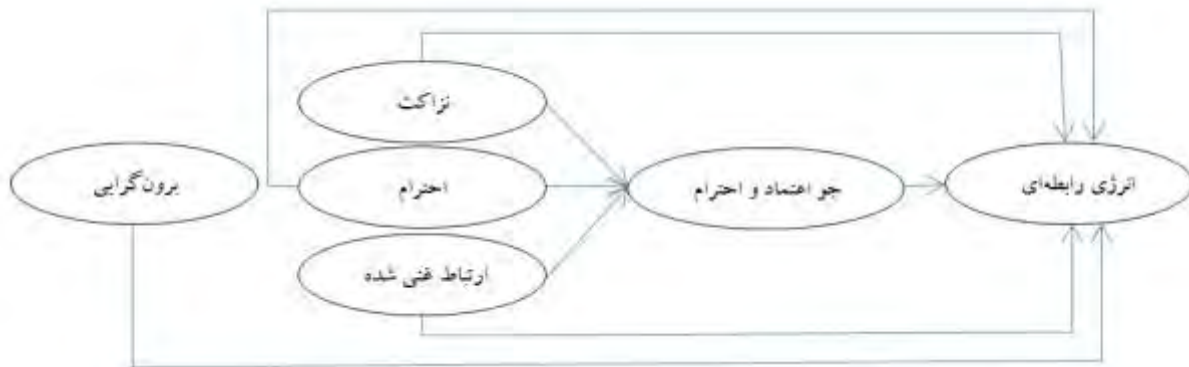 نزاکت
برون‌گرایی
احترام
جو اعتماد و احترام
انرژی رابطه‌ای
ارتباط غنی شده